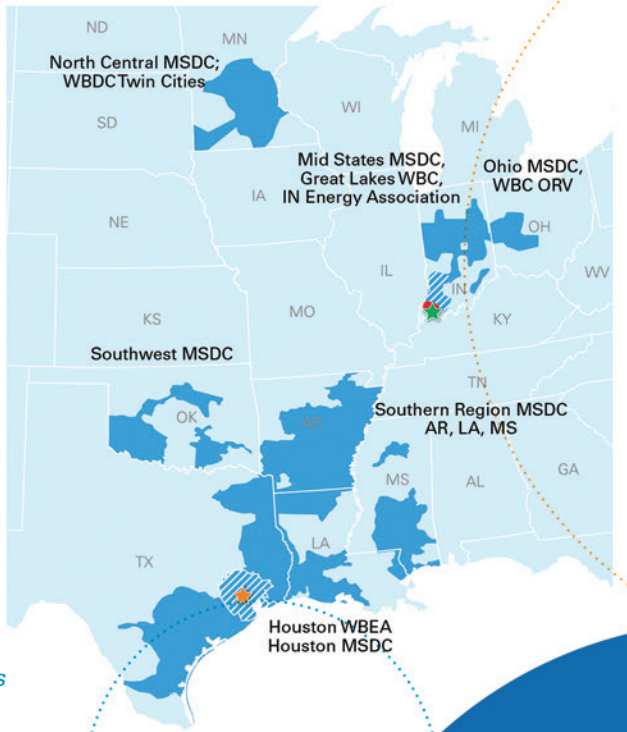 ND
MN
North Central MSDC;
WBDC Twin Cities
SD
WI
MI
Mid States MSDC,
Great Lakes WBC,
IN Energy Association
Ohio MSDC,
WBC ORV
IA
NE
OH
IL
IN
WV
KS
MO
KY
Southwest MSDC
TN
OK
AR
Southern Region MSDC
AR, LA, MS
MS
AL
GA
TX
LA
Houston WBEA
Houston MSDC
s